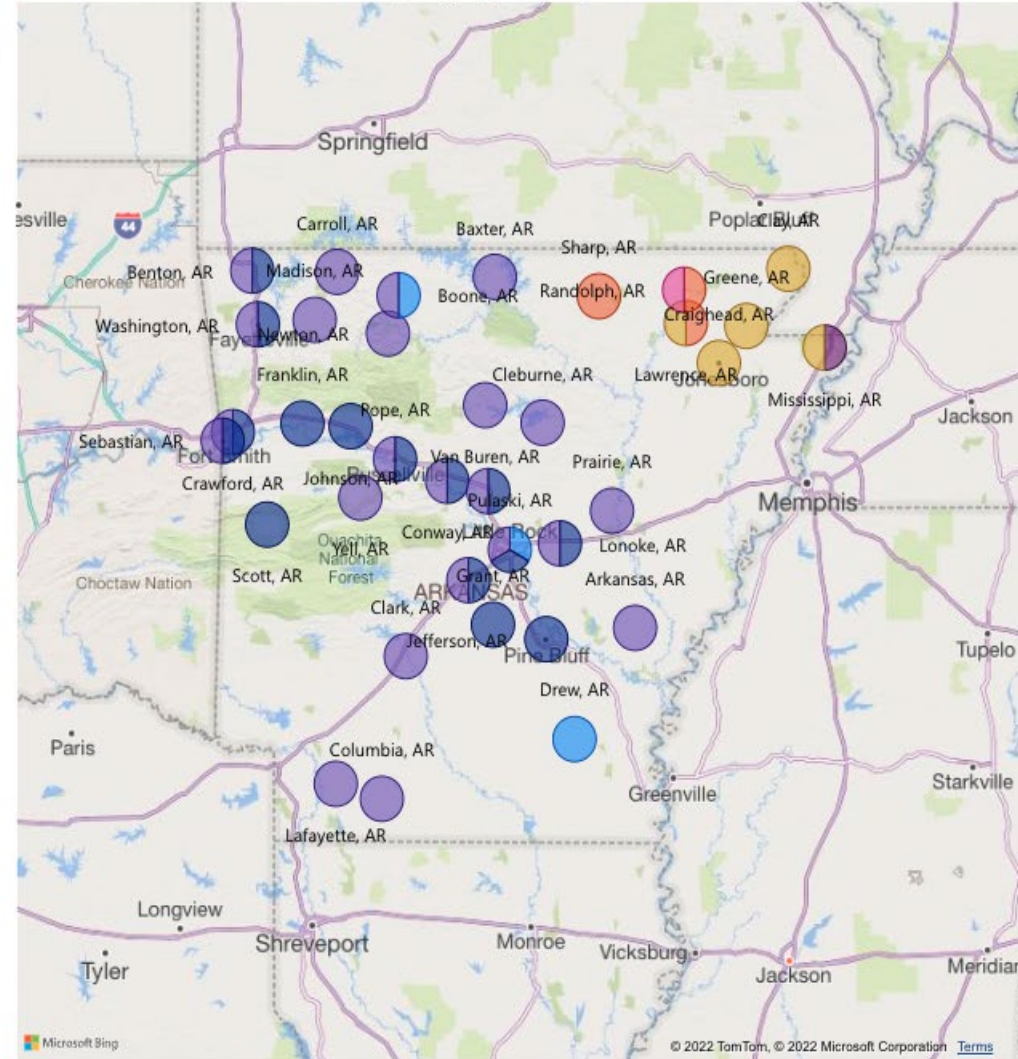 Springfield
esville
44
Carroll, AR
Baxter, AR
Poplar Bluff
Clay, AR
Sharp, AR
Benton, AR
Madison, AR
Cherokee Nation
Boone, AR
Randolph, AR
Greene, AR
Washington, AR
Craighead, AR
Newton, AR
Fayetteville
Franklin, AR
Cleburne, AR
Lawrence, AR
Jonesboro
Mississippi, AR
Pope, AR
Jackson
Sebastian, AR
Fort Smith
Van Buren, AR
Prairie, AR
Crawford, AR
Johnson, AR
Russellville
Pulaski, AR
Memphis
Conway, AR
Little Rock
Ouachita
National
Forest
Yell, AR
Lonoke, AR
Choctaw Nation
Scott, AR
Grant, AR
Arkansas, AR
ARKANSAS
Clark, AR
Jefferson, AR
Pine Bluff
Tupelo
Drew, AR
Paris
Columbia, AR
Starkville
Greenville
Lafayette, AR
Longview
Shreveport
Monroe
Vicksburg
Tyler
Jackson
Meridian
Microsoft Bing
© 2022 TomTom, © 2022 Microsoft Corporation Terms